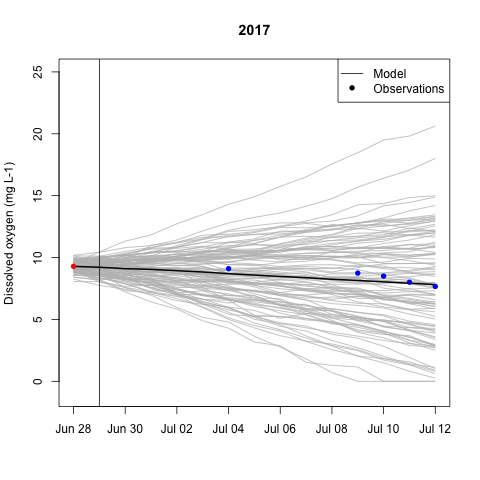 2017
Model
Observations
Dissolved oxygen (mg L-1)
25
20
15
10
5
0
Jun 28
Jun 30
Jul 02
Jul 04
Jul 06
Jul 08
Jul 10
Jul 12